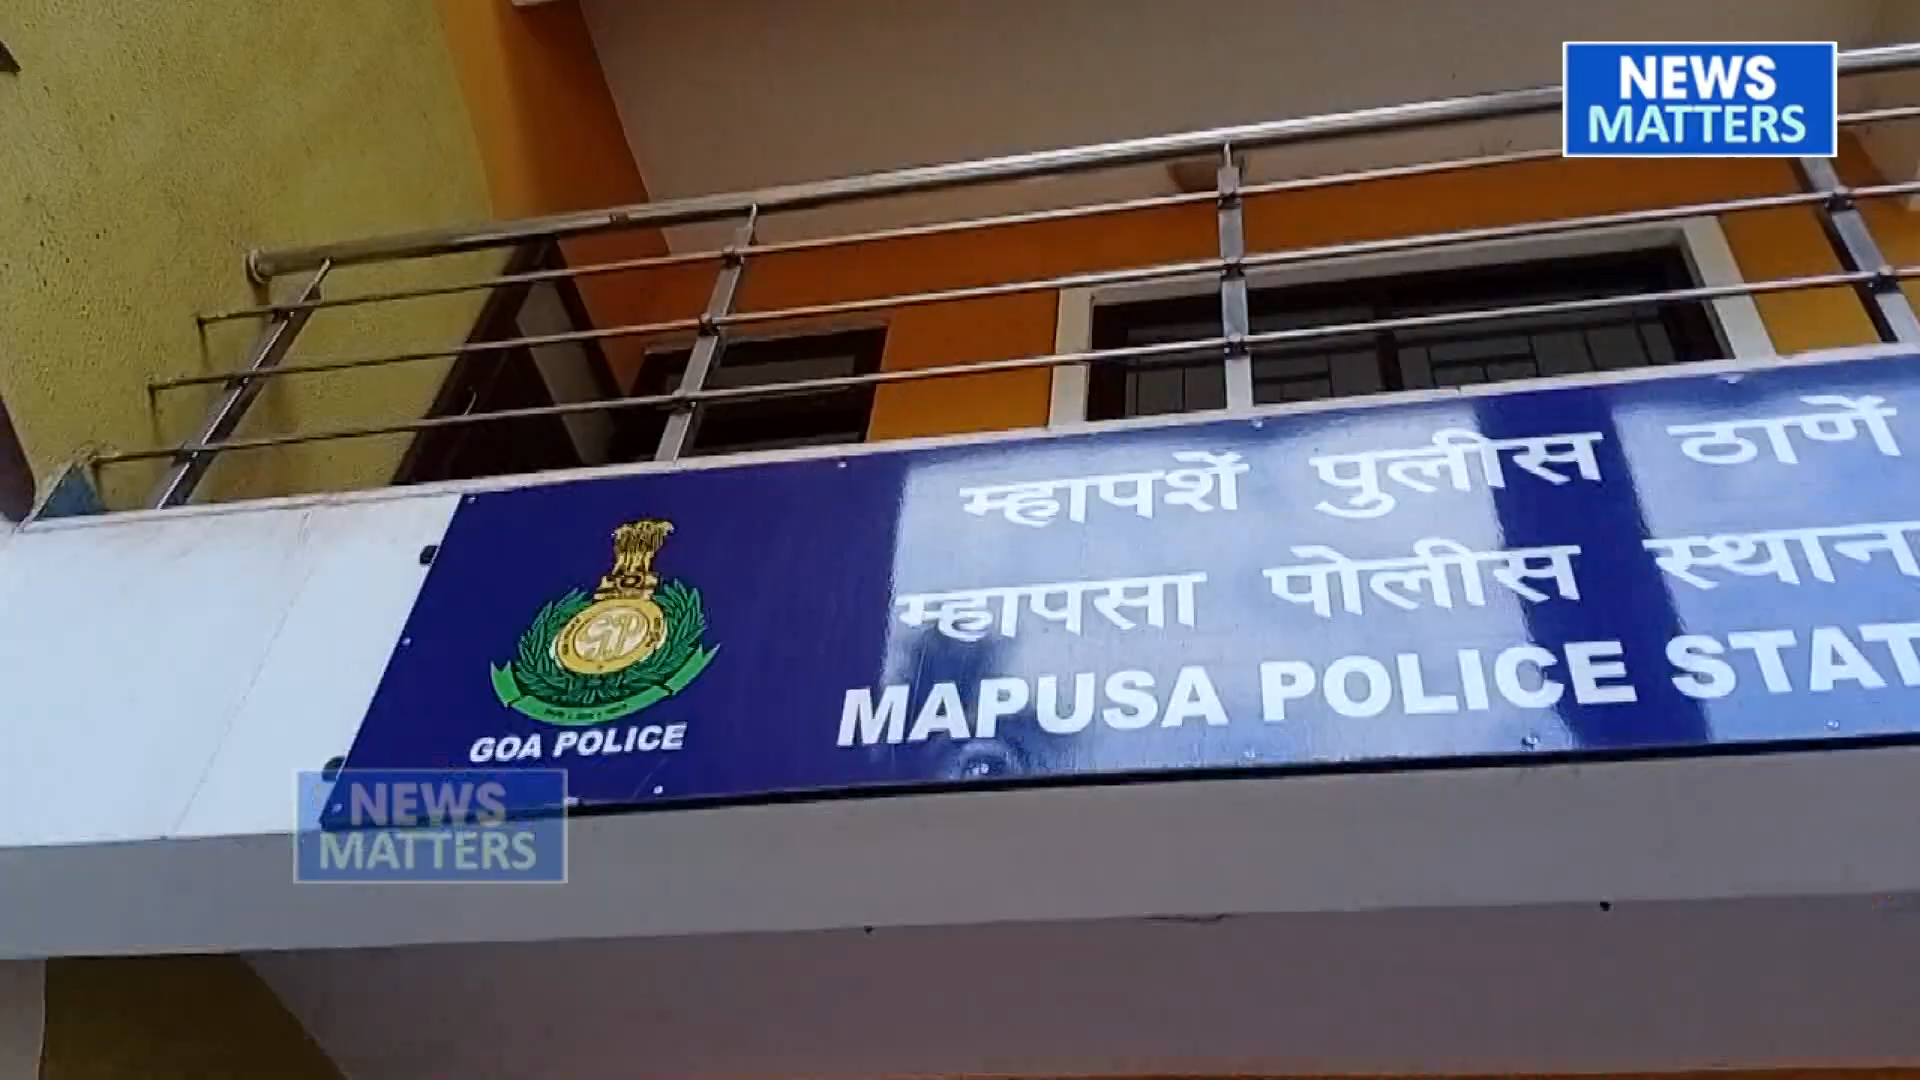 NEWS
MATTERS
म्हापशें पुलीस ठाणें
म्हापसा पोलीस स्थान
MAPUSA POLICE STAT
GOA POLICE
NEWS
MATTERS